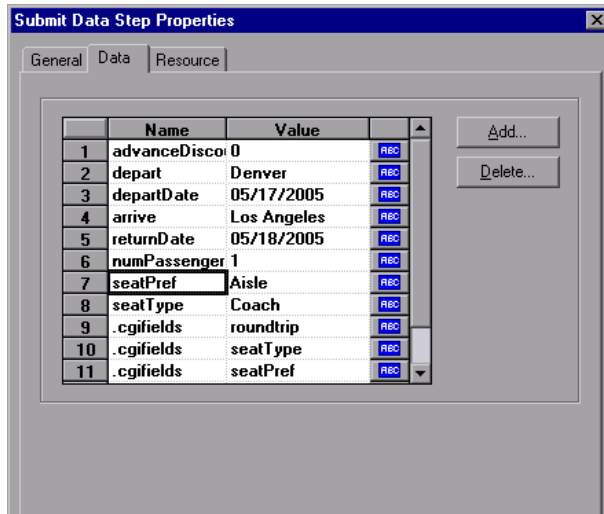 Submit Data Step Properties
General Data Resource
Name Value
1 advanceDiscou 0 ABC
2 depart Denver ABC
3 departDate 05/17/2005 ABC
4 arrive Los Angeles ABC
5 returnDate 05/18/2005 ABC
6 numPassenger 1 ABC
7 seatPref Aisle ABC
8 seatType Coach ABC
9 .cgifields roundtrip ABC
10 .cgifields seatType ABC
11 .cgifields seatPref ABC
Add...
Delete...